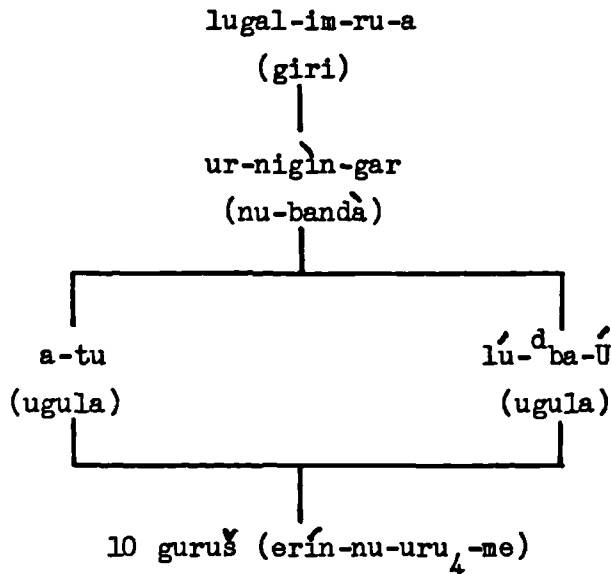 lugal-im-ru-a
(giri)
ur-nigìn-gar
(nu-bandà)
a-tu lú-ᵈba-Ú
(ugula) (ugula)
10 guruš (erín-nu-uru₄-me)